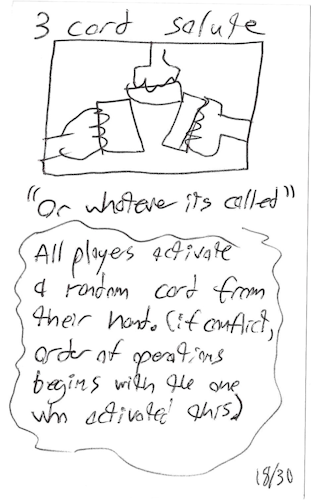 3 card salute
"Or whatever its called"
All players activate
a random card from
their hand. (if conflict,
order of operations
begins with the one
who activated this)
18/30